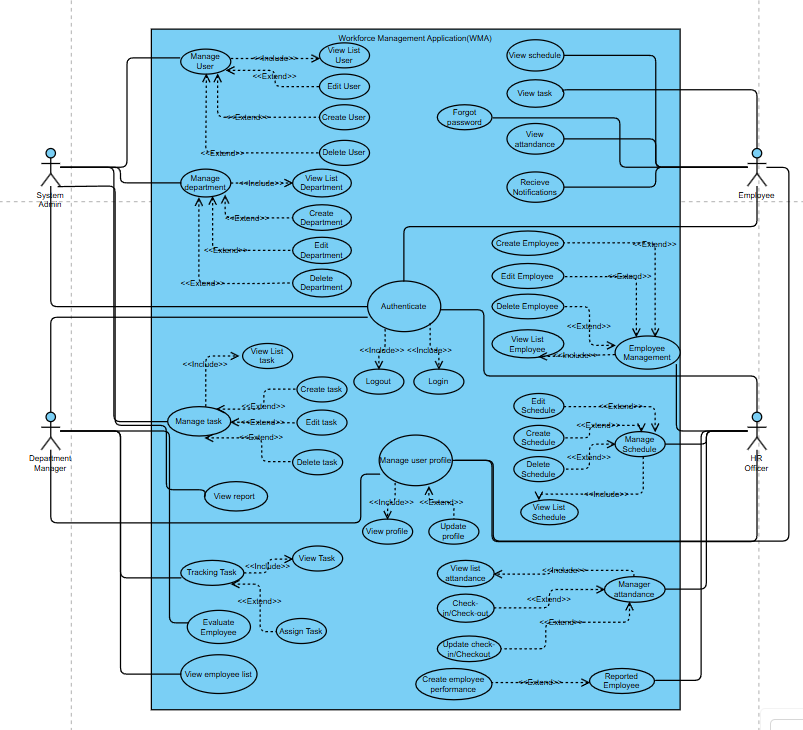 Workforce Management Application(WMA)
Manage
User
<<Include>>
View List
User
<<Extend>>
Edit User
<<Extend>>
Create User
<<Extend>>
Delete User
Manage
department
<<Include>>
View List
Department
<<Extend>>
Create
Department
<<Extend>>
Edit
Department
<<Extend>>
Delete
Department
View schedule
View task
Forgot
password
View
attandance
Recieve
Notifications
System
Admin
Employee
Authenticate
<<Include>>
<<Include>>
Logout
Login
Create Employee
<<Extend>>
Edit Employee
<<Extend>>
Delete Employee
<<Extend>>
View List
Employee
<<Include>>
Employee
Management
View List
task
<<Include>>
Create task
<<Extend>>
Manage task
<<Extend>>
Edit task
<<Extend>>
Delete task
View report
Department
Manager
Manage user profile
<<Include>>
<<Extend>>
View profile
Update
profile
Edit
Schedule
<<Extend>>
Create
Schedule
<<Extend>>
Delete
Schedule
<<Extend>>
Manage
Schedule
<<Include>>
View List
Schedule
HR
Officer
Tracking Task
<<Include>>
View Task
<<Extend>>
Assign Task
Evaluate
Employee
View employee list
View list
attandance
<<Include>>
Manager
attandance
Check-
in/Check-out
<<Extend>>
<<Extend>>
Update check-
in/Checkout
Create employee
performance
<<Extend>>
Reported
Employee